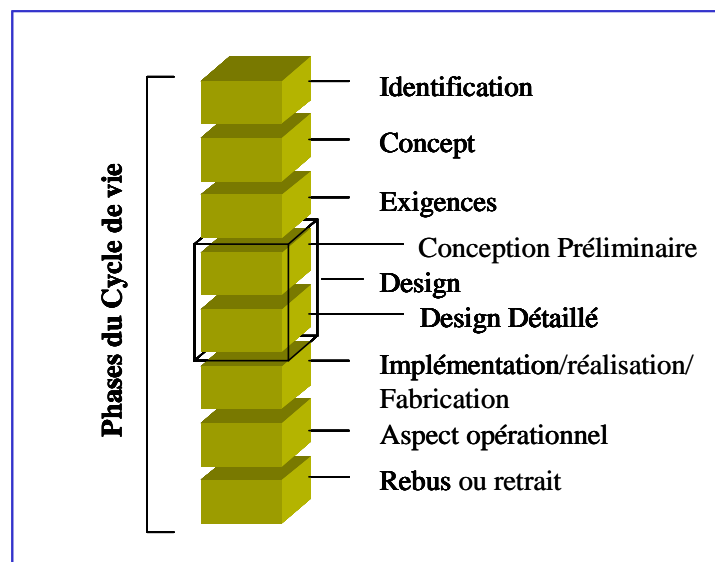 Phases du Cycle de vie
Identification
Concept
Exigences
Conception Préliminaire
Design
Design Détaillé
Implémentation/réalisation/
Fabrication
Aspect opérationnel
Rebus ou retrait